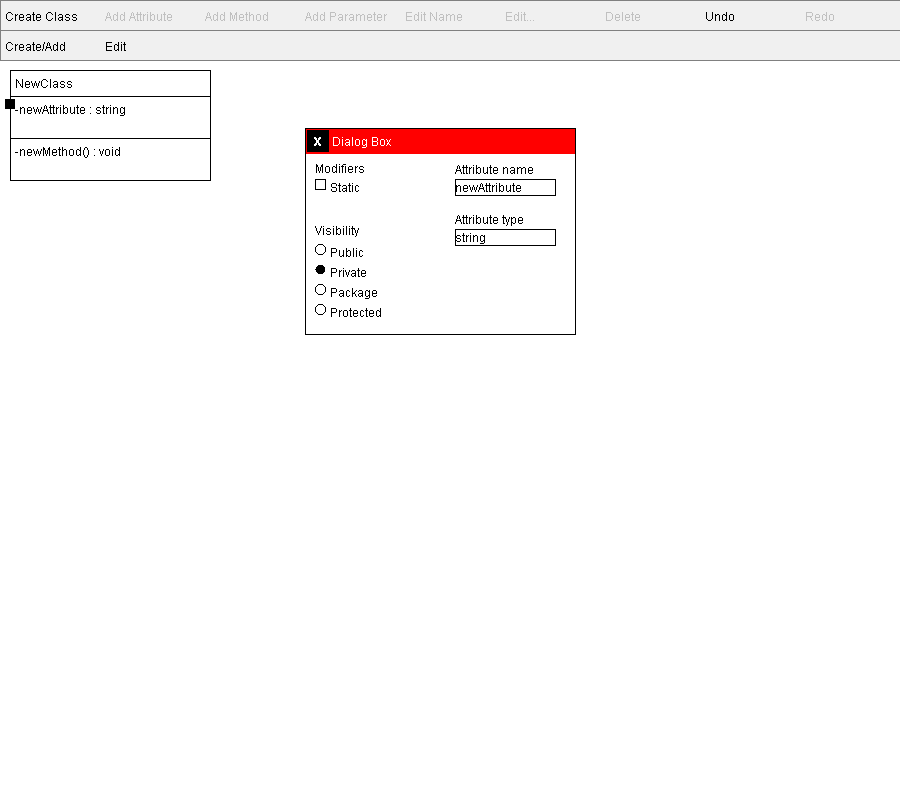 Create Class Add Attribute Add Method Add Parameter Edit Name Edit... Delete Undo Redo
Create/Add Edit
NewClass
-newAttribute : string
-newMethod() : void
X Dialog Box
Modifiers
Static
Visibility
Public
Private
Package
Protected
Attribute name
newAttribute
Attribute type
string